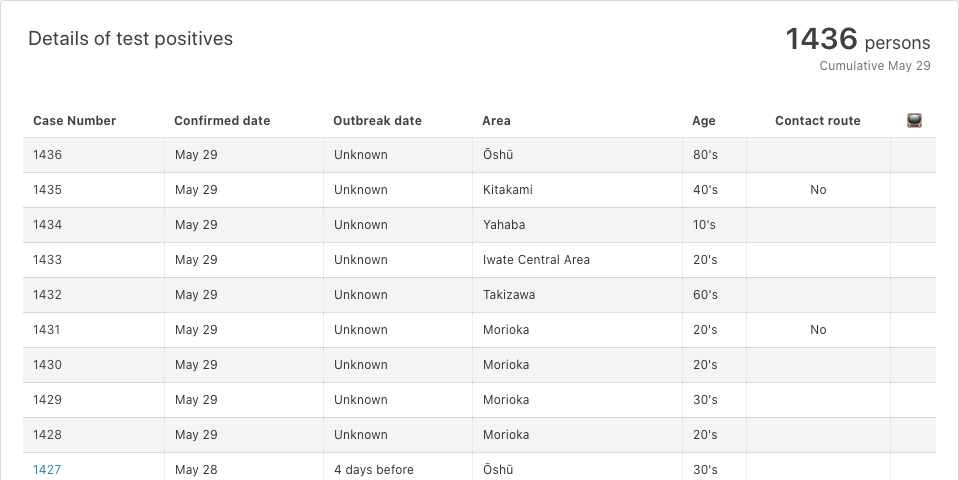 Details of test positives
1436 persons
Cumulative May 29
Case Number Confirmed date Outbreak date Area Age Contact route
1436 May 29 Unknown Ōshū 80's
1435 May 29 Unknown Kitakami 40's No
1434 May 29 Unknown Yahaba 10's
1433 May 29 Unknown Iwate Central Area 20's
1432 May 29 Unknown Takizawa 60's
1431 May 29 Unknown Morioka 20's No
1430 May 29 Unknown Morioka 20's
1429 May 29 Unknown Morioka 30's
1428 May 29 Unknown Morioka 20's
1427 May 28 4 days before Ōshū 30's